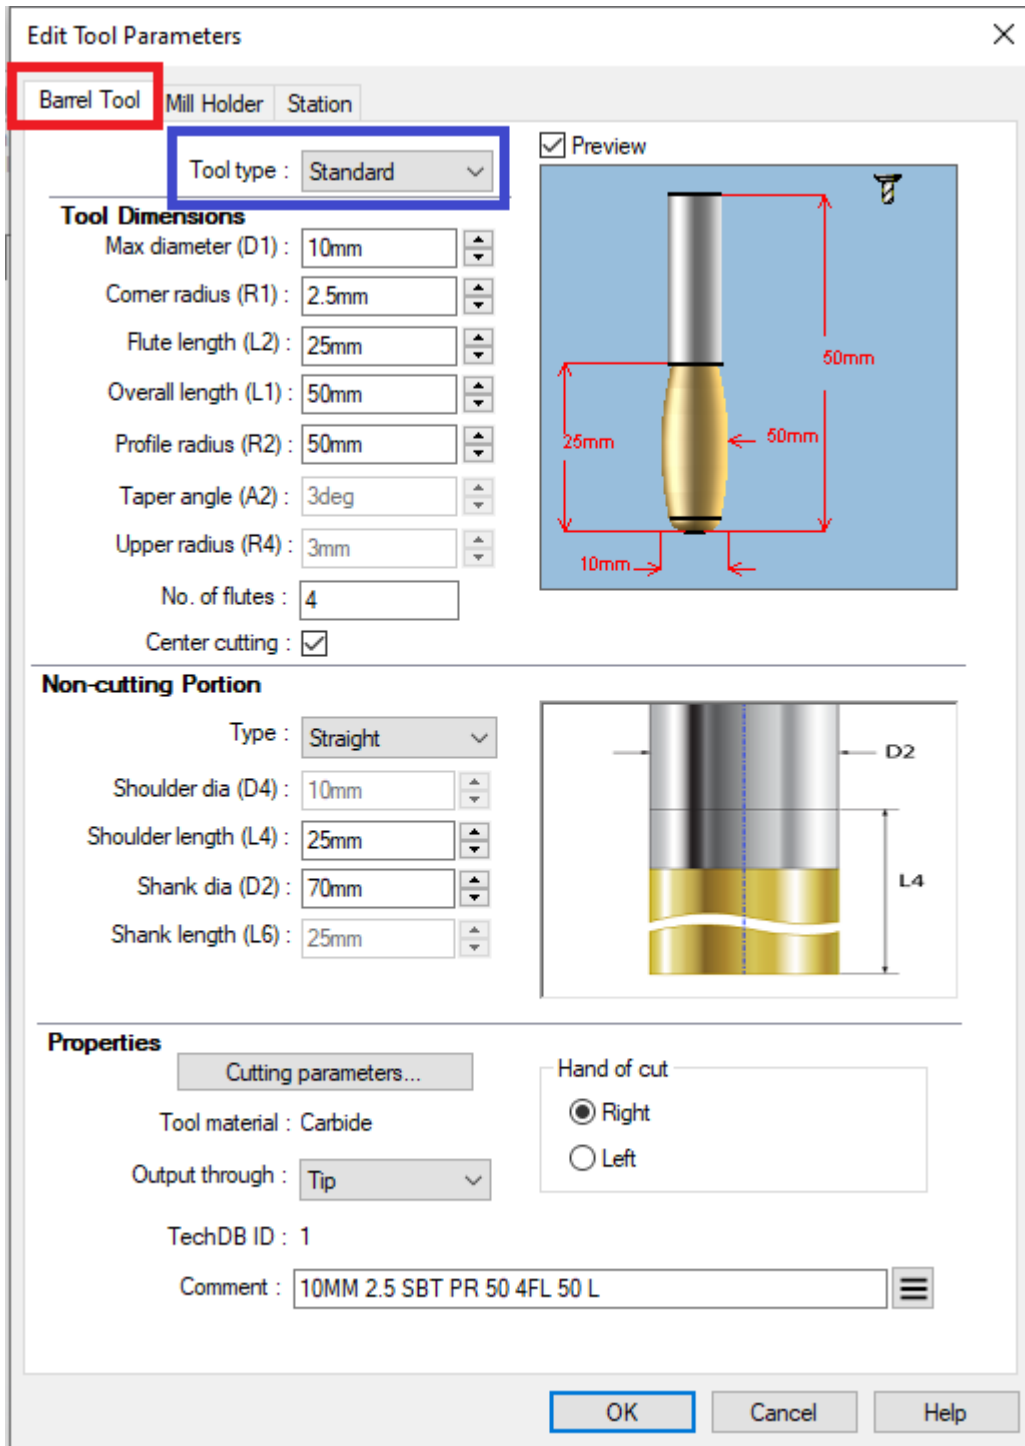 Edit Tool Parameters
Barrel Tool Mill Holder Station
Tool type : Standard
Preview
Tool Dimensions
Max diameter (D1) : 10mm
Corner radius (R1) : 2.5mm
Flute length (L2) : 25mm
Overall length (L1) : 50mm
Profile radius (R2) : 50mm
Taper angle (A2) : 3deg
Upper radius (R4) : 3mm
No. of flutes : 4
Center cutting :
50mm
25mm
50mm
10mm
Non-cutting Portion
Type : Straight
Shoulder dia (D4) : 10mm
Shoulder length (L4) : 25mm
Shank dia (D2) : 70mm
Shank length (L6) : 25mm
D2
L4
Properties
Cutting parameters...
Tool material : Carbide
Output through : Tip
TechDB ID : 1
Comment : 10MM 2.5 SBT PR 50 4FL 50 L
Hand of cut
Right
Left
OK Cancel Help